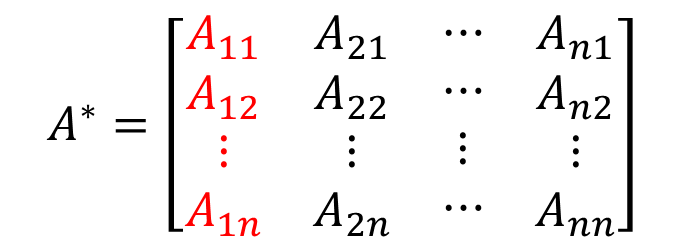 A* = [ A₁₁ A₂₁ ⋯ Aₙ₁
A₁₂ A₂₂ ⋯ Aₙ₂
⋮ ⋮ ⋮ ⋮
A₁ₙ A₂ₙ ⋯ Aₙₙ ]